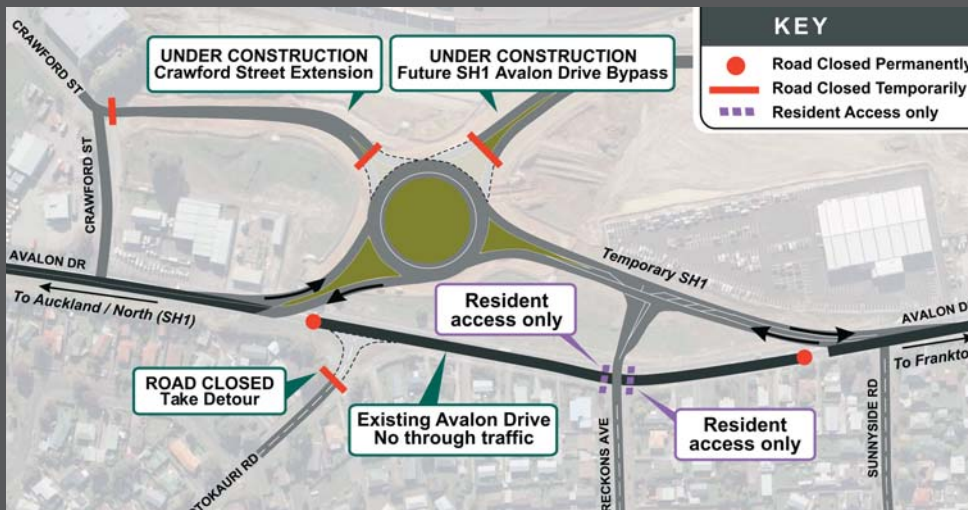 KEY
Road Closed Permanently
Road Closed Temporarily
Resident Access only
UNDER CONSTRUCTION
Crawford Street Extension
UNDER CONSTRUCTION
Future SH1 Avalon Drive Bypass
CRAWFORD ST
CRAWFORD ST
AVALON DR
To Auckland / North (SH1)
Temporary SH1
Resident
access only
AVALON D
To Frankto
ROAD CLOSED
Take Detour
Existing Avalon Drive
No through traffic
Resident
access only
OTOKAURI RD
BRECKONS AVE
SUNNYSIDE RD